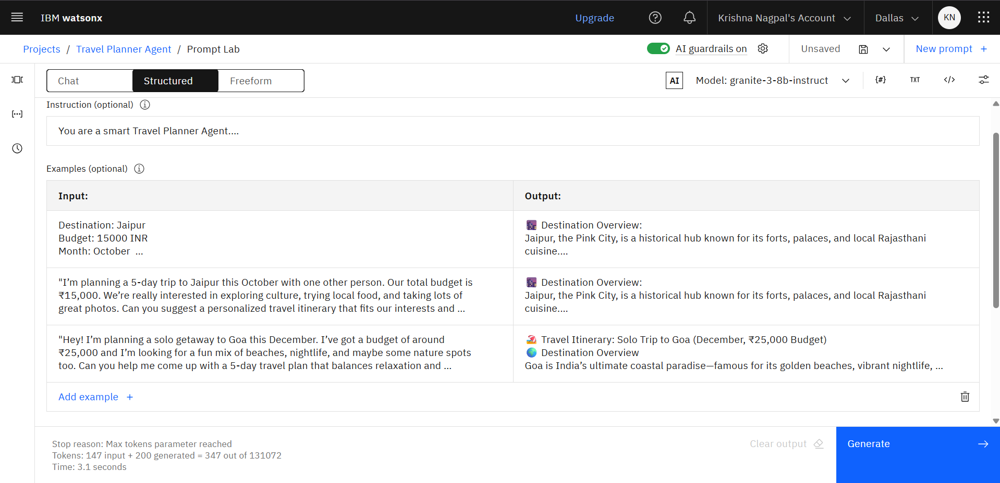 IBM watsonx
Upgrade
Krishna Nagpal's Account
Dallas
KN
Projects / Travel Planner Agent / Prompt Lab
AI guardrails on
Unsaved
New prompt +
Chat
Structured
Freeform
AI
Model: granite-3-8b-instruct
{#}
TXT
</>
Instruction (optional)
You are a smart Travel Planner Agent....
Examples (optional)
Input:
Output:
Destination: Jaipur
Budget: 15000 INR
Month: October ...
🌆 Destination Overview:
Jaipur, the Pink City, is a historical hub known for its forts, palaces, and local Rajasthani
cuisine....
"I’m planning a 5-day trip to Jaipur this October with one other person. Our total budget is
₹15,000. We’re really interested in exploring culture, trying local food, and taking lots of
great photos. Can you suggest a personalized travel itinerary that fits our interests and ...
🌆 Destination Overview:
Jaipur, the Pink City, is a historical hub known for its forts, palaces, and local Rajasthani
cuisine....
"Hey! I’m planning a solo getaway to Goa this December. I’ve got a budget of around
₹25,000 and I’m looking for a fun mix of beaches, nightlife, and maybe some nature spots
too. Can you help me come up with a 5-day travel plan that balances relaxation and ...
🏖️ Travel Itinerary: Solo Trip to Goa (December, ₹25,000 Budget)
🌍 Destination Overview
Goa is India’s ultimate coastal paradise—famous for its golden beaches, vibrant nightlife, ...
Add example +
Stop reason: Max tokens parameter reached
Tokens: 147 input + 200 generated = 347 out of 131072
Time: 3.1 seconds
Clear output
Generate